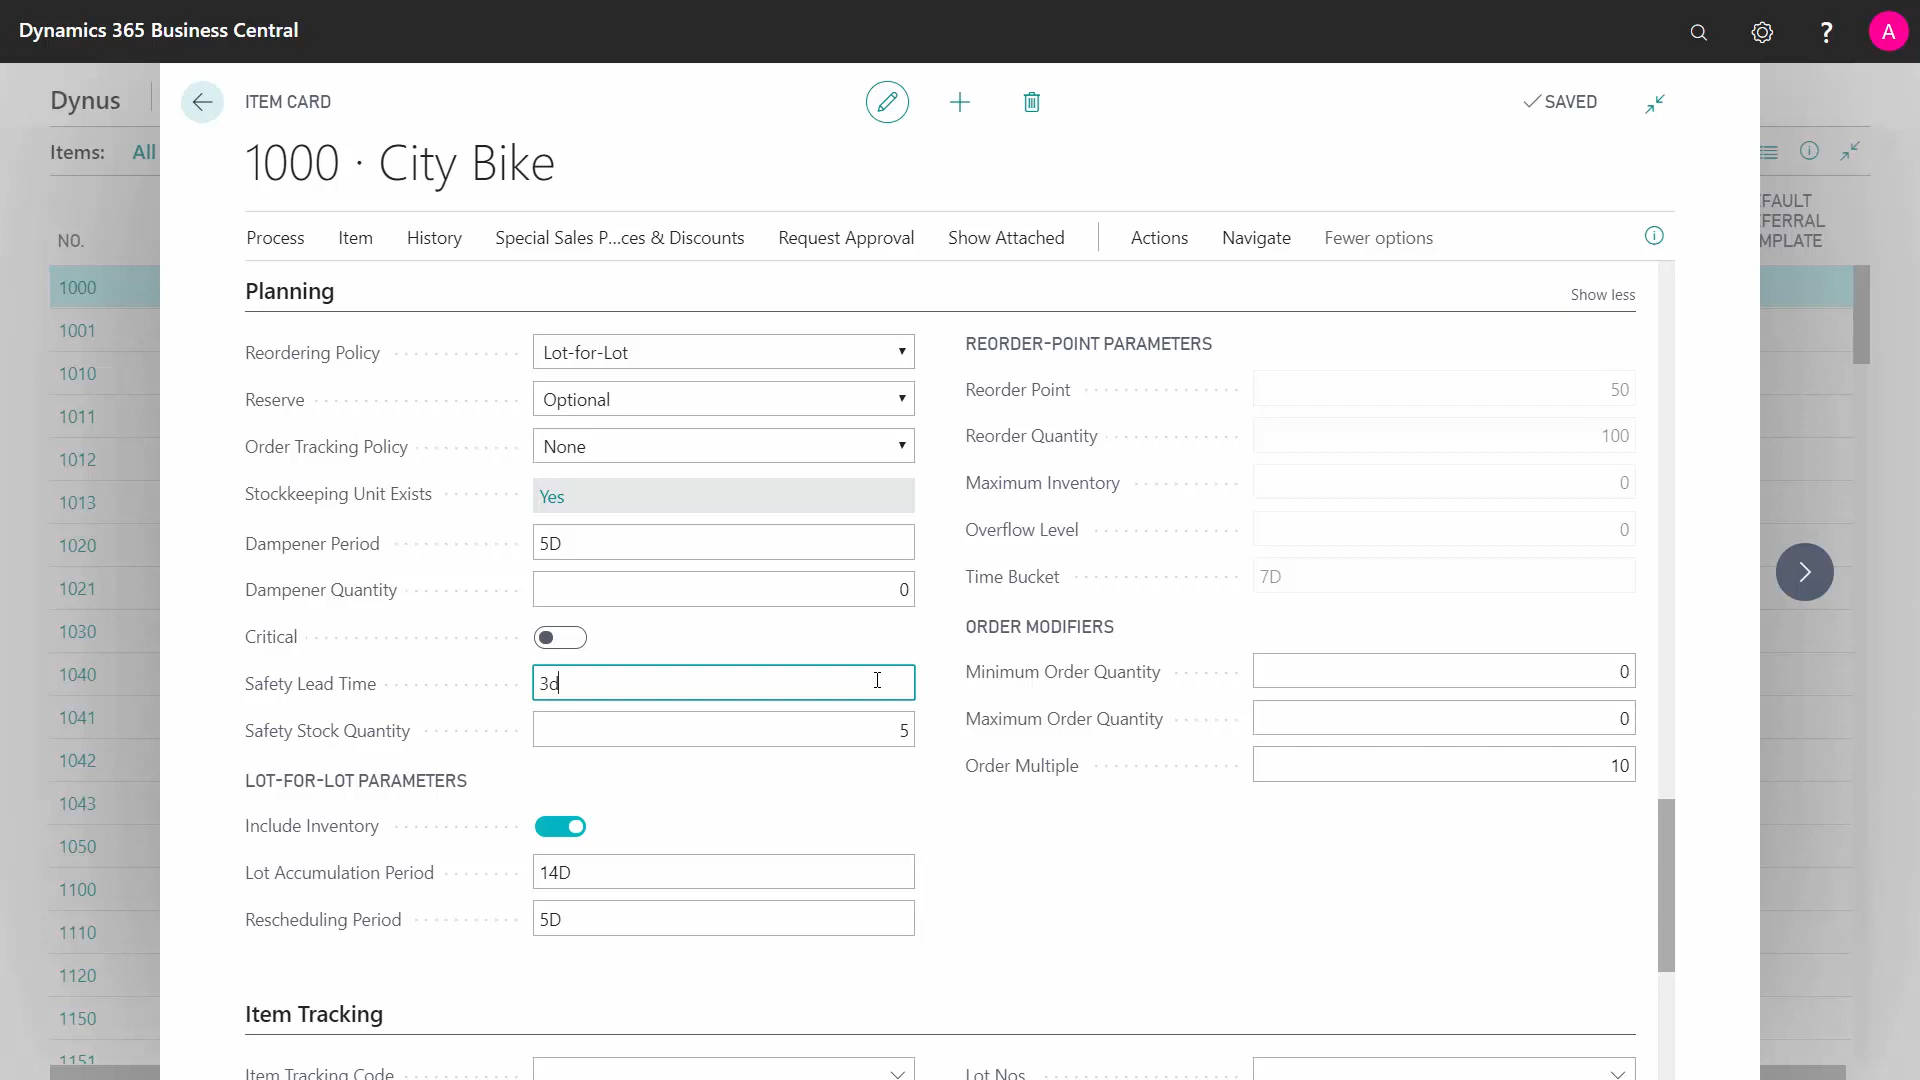 Dynamics 365 Business Central
?
A
Dynus
ITEM CARD
SAVED
Items: All
1000 · City Bike
FAULT
FERRAL
MPLATE
NO.
Process Item History Special Sales P...ces & Discounts Request Approval Show Attached Actions Navigate Fewer options
1000
1001
1010
1011
1012
1013
1020
1021
1030
1040
1041
1042
1043
1050
1100
1110
1120
1150
1151
Planning
Show less
Reordering Policy Lot-for-Lot
Reserve Optional
Order Tracking Policy None
Stockkeeping Unit Exists Yes
Dampener Period 5D
Dampener Quantity 0
Critical
Safety Lead Time 3d
Safety Stock Quantity 5
LOT-FOR-LOT PARAMETERS
Include Inventory
Lot Accumulation Period 14D
Rescheduling Period 5D
REORDER-POINT PARAMETERS
Reorder Point 50
Reorder Quantity 100
Maximum Inventory 0
Overflow Level 0
Time Bucket 7D
ORDER MODIFIERS
Minimum Order Quantity 0
Maximum Order Quantity 0
Order Multiple 10
Item Tracking
Item Tracking Code
Lot Nos.